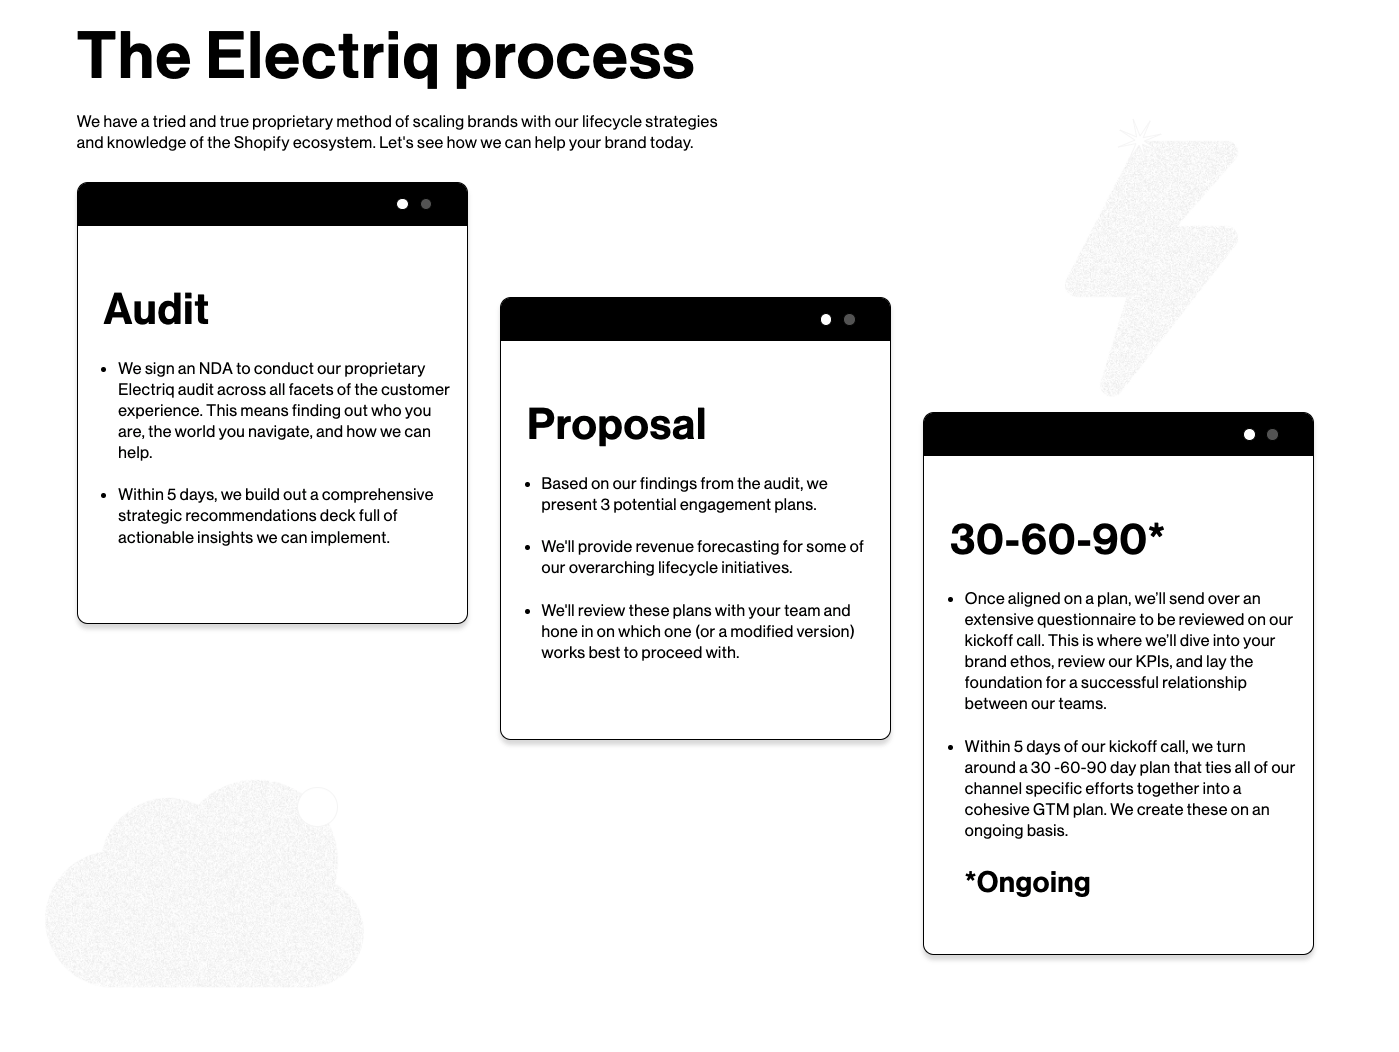 The Electriq process
We have a tried and true proprietary method of scaling brands with our lifecycle strategies
and knowledge of the Shopify ecosystem. Let's see how we can help your brand today.
Audit
• We sign an NDA to conduct our proprietary
Electriq audit across all facets of the customer
experience. This means finding out who you
are, the world you navigate, and how we can
help.
• Within 5 days, we build out a comprehensive
strategic recommendations deck full of
actionable insights we can implement.
Proposal
• Based on our findings from the audit, we
present 3 potential engagement plans.
• We'll provide revenue forecasting for some of
our overarching lifecycle initiatives.
• We'll review these plans with your team and
hone in on which one (or a modified version)
works best to proceed with.
30-60-90*
• Once aligned on a plan, we’ll send over an
extensive questionnaire to be reviewed on our
kickoff call. This is where we’ll dive into your
brand ethos, review our KPIs, and lay the
foundation for a successful relationship
between our teams.
• Within 5 days of our kickoff call, we turn
around a 30 -60-90 day plan that ties all of our
channel specific efforts together into a
cohesive GTM plan. We create these on an
ongoing basis.
*Ongoing